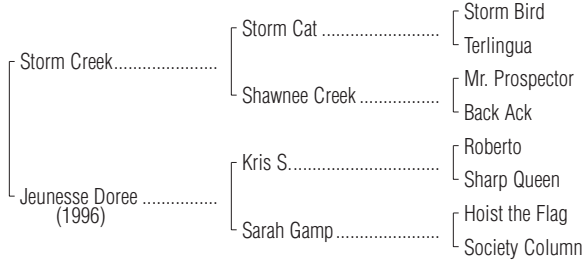 Storm Bird
Storm Cat ........................
Terlingua
Storm Creek.....................
Mr. Prospector
Shawnee Creek ................
Back Ack
Roberto
Kris S...............................
Sharp Queen
Jeunesse Doree ...............
(1996)
Hoist the Flag
Sarah Gamp.....................
Society Column